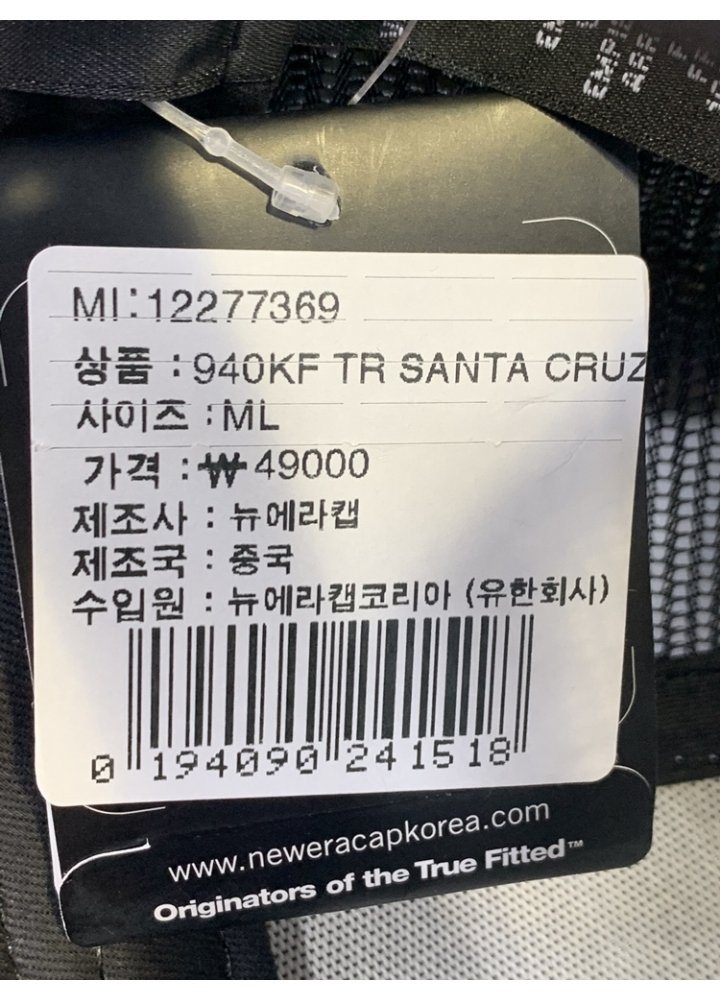 MI:12277369
상품 : 940KF TR SANTA CRUZ
사이즈 : ML
가격 : ₩49000
제조사 : 뉴에라캡
제조국 : 중국
수입원 : 뉴에라캡코리아 (유한회사)
0 194090 241518
www.neweracapkorea.com
Originators of the True Fitted™